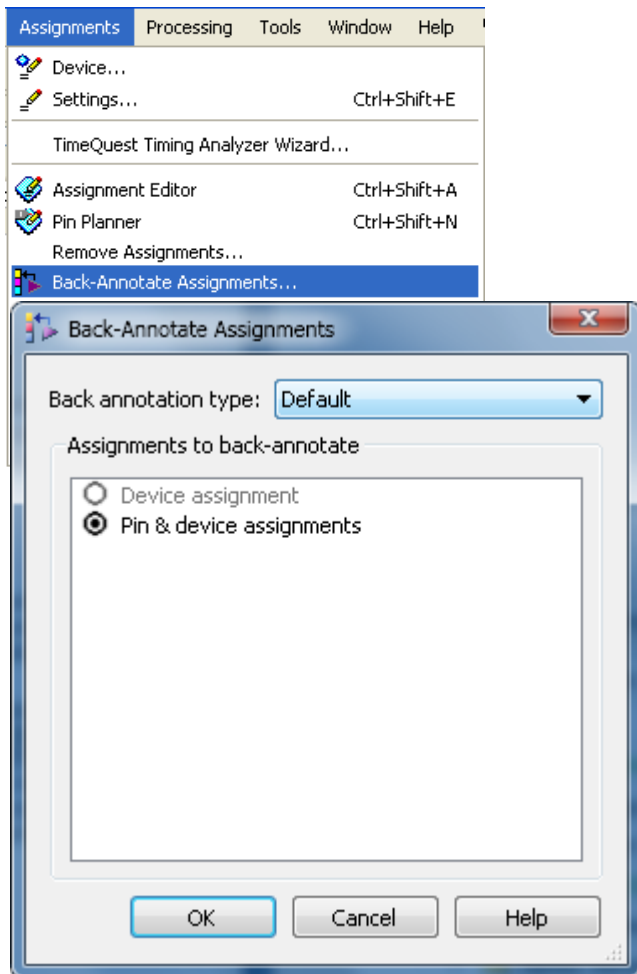 Assignments Processing Tools Window Help
Device...
Settings... Ctrl+Shift+E
TimeQuest Timing Analyzer Wizard...
Assignment Editor Ctrl+Shift+A
Pin Planner Ctrl+Shift+N
Remove Assignments...
Back-Annotate Assignments...
Back-Annotate Assignments
Back annotation type: Default
Assignments to back-annotate
Device assignment
Pin & device assignments
OK Cancel Help